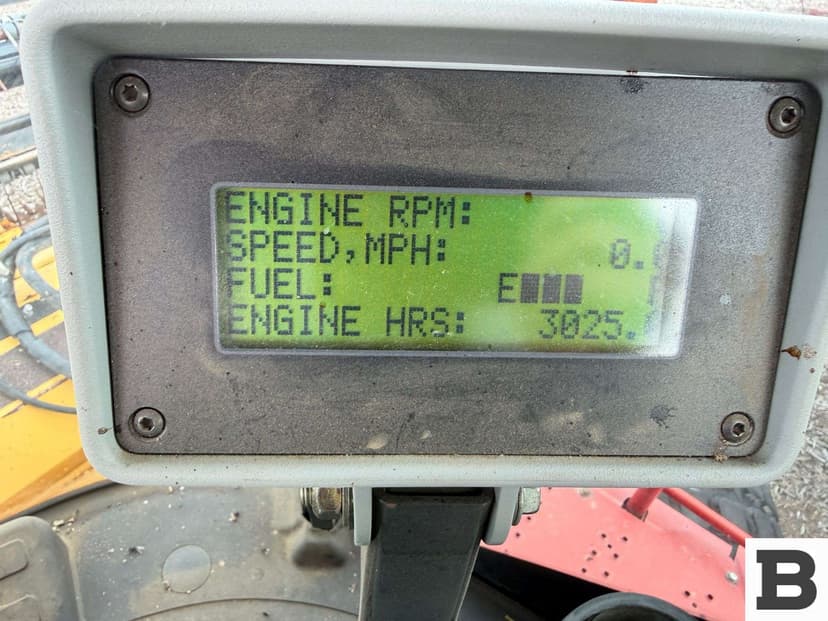 ENGINE RPM:
SPEED,MPH: 0.
FUEL: E
ENGINE HRS: 3025.
B